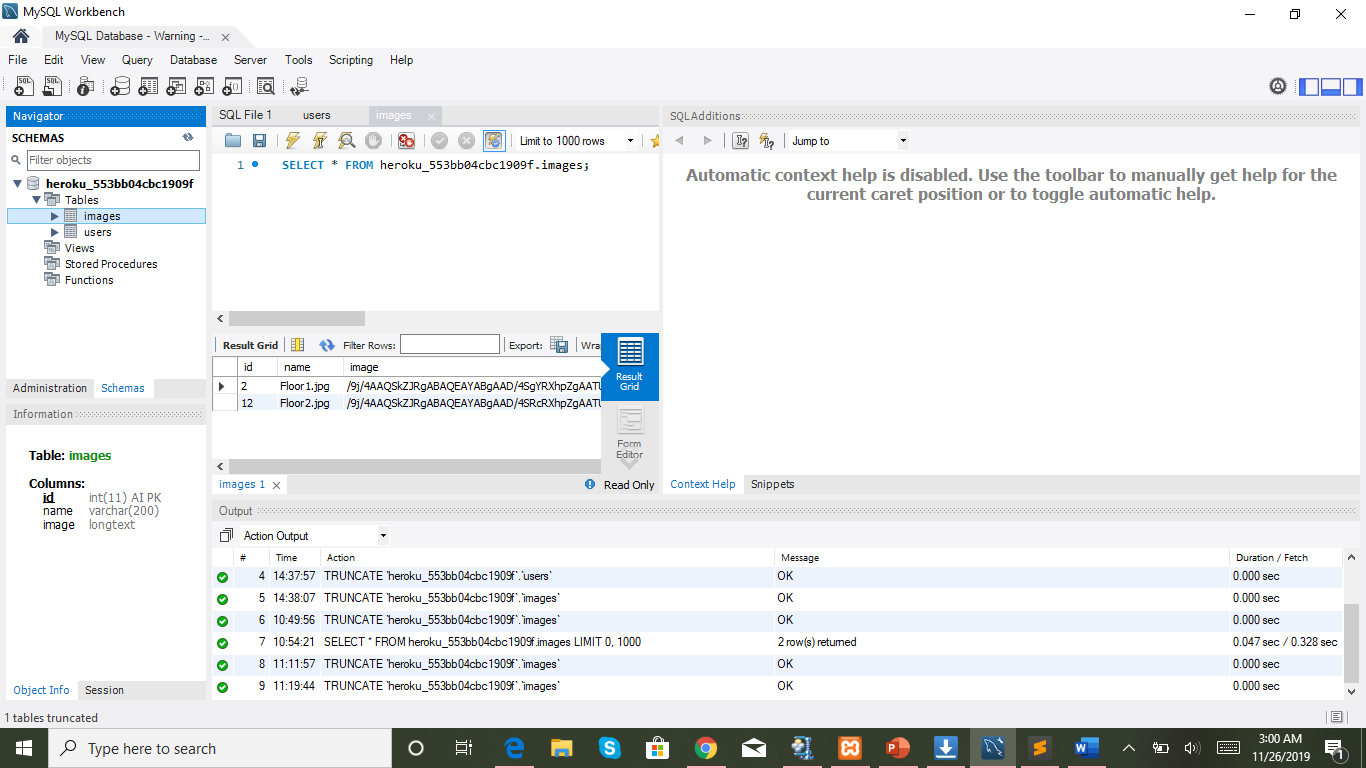 MySQL Workbench
MySQL Database - Warning -...
File Edit View Query Database Server Tools Scripting Help
Navigator
SCHEMAS
Filter objects
heroku_553bb04cbc1909f
Tables
images
users
Views
Stored Procedures
Functions
Administration Schemas
Information
Table: images
Columns:
id int(11) AI PK
name varchar(200)
image longtext
Object Info Session
SQL File 1 users images
Limit to 1000 rows
1 SELECT * FROM heroku_553bb04cbc1909f.images;
Result Grid Filter Rows: Export: Wrap
id name image
2 Floor1.jpg /9j/4AAQSkZJRgABAQEAYABgAAD/4SgYRXhpZgAATU
12 Floor2.jpg /9j/4AAQSkZJRgABAQEAYABgAAD/4SRcRXhpZgAATU
Result
Grid
Form
Editor
images 1 Read Only
SQLAdditions
Jump to
Automatic context help is disabled. Use the toolbar to manually get help for the
current caret position or to toggle automatic help.
Context Help Snippets
Output
Action Output
# Time Action Message Duration / Fetch
4 14:37:57 TRUNCATE `heroku_553bb04cbc1909f`.`users` OK 0.000 sec
5 14:38:07 TRUNCATE `heroku_553bb04cbc1909f`.`images` OK 0.000 sec
6 10:49:56 TRUNCATE `heroku_553bb04cbc1909f`.`images` OK 0.000 sec
7 10:54:21 SELECT * FROM heroku_553bb04cbc1909f.images LIMIT 0, 1000 2 row(s) returned 0.047 sec / 0.328 sec
8 11:11:57 TRUNCATE `heroku_553bb04cbc1909f`.`images` OK 0.000 sec
9 11:19:44 TRUNCATE `heroku_553bb04cbc1909f`.`images` OK 0.000 sec
1 tables truncated
Type here to search
3:00 AM
11/26/2019
1